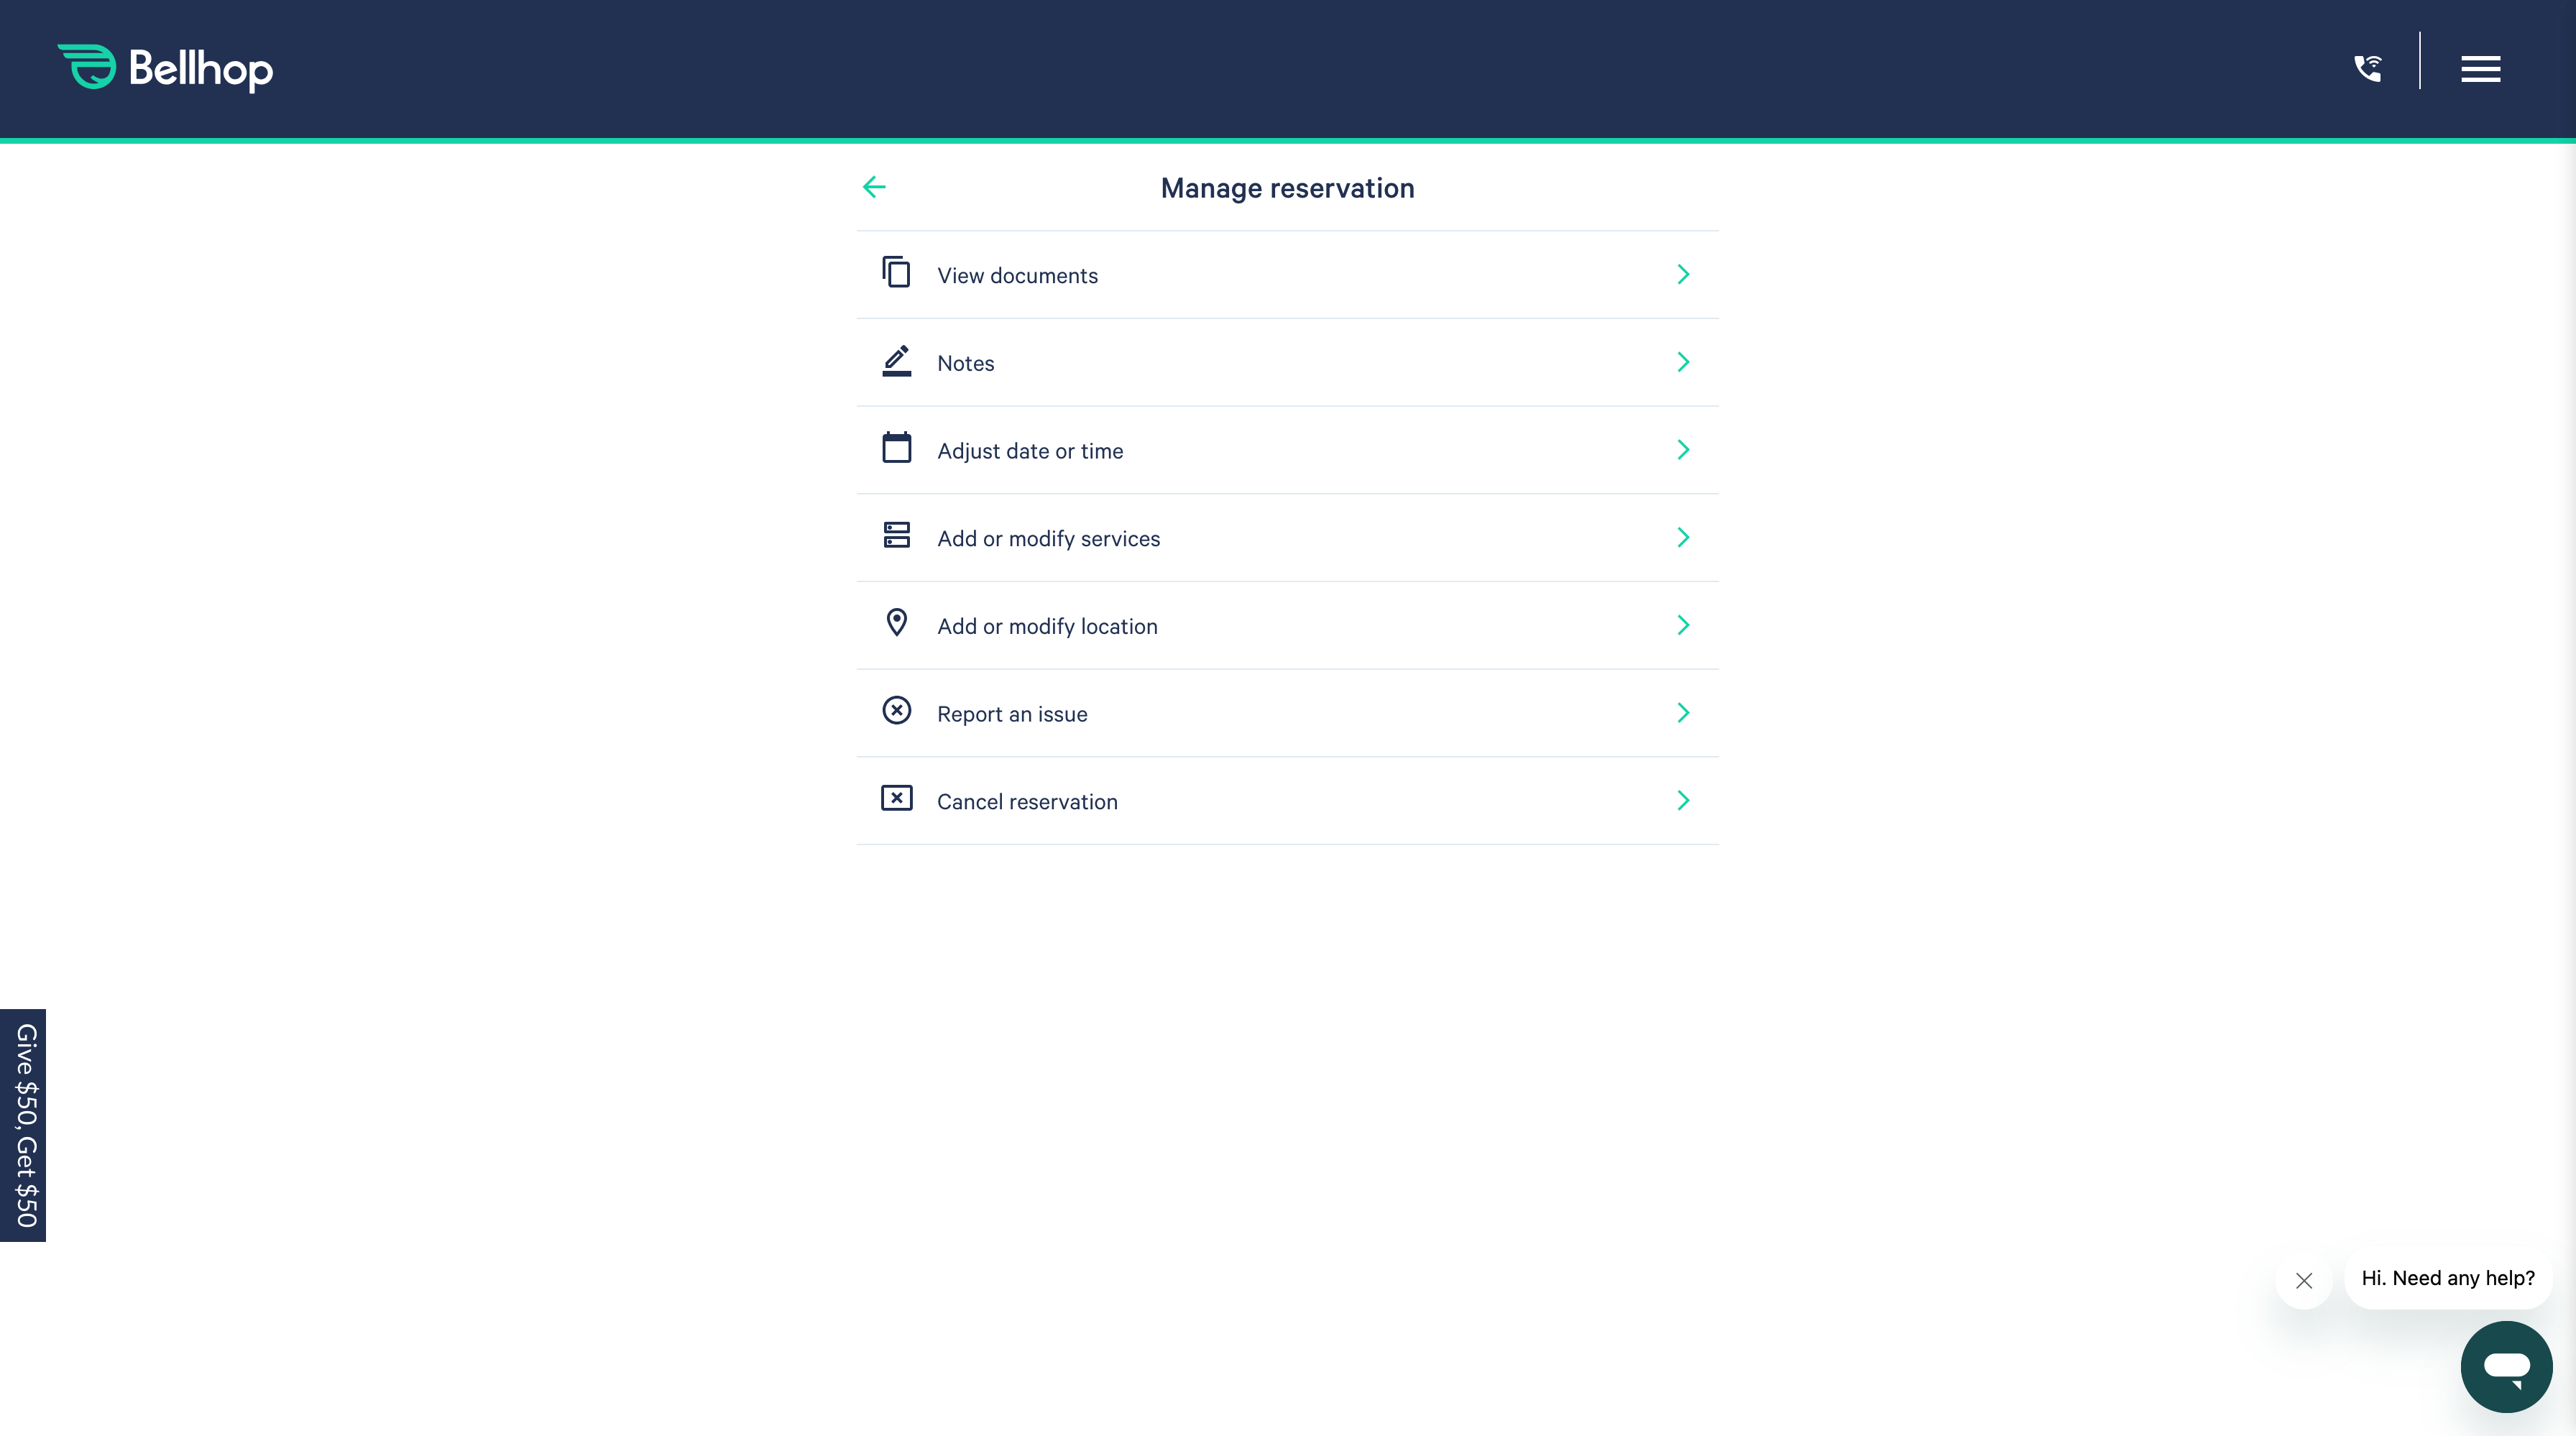 Bellhop
Manage reservation
View documents
Notes
Adjust date or time
Add or modify services
Add or modify location
Report an issue
Cancel reservation
Give $50, Get $50
Hi. Need any help?